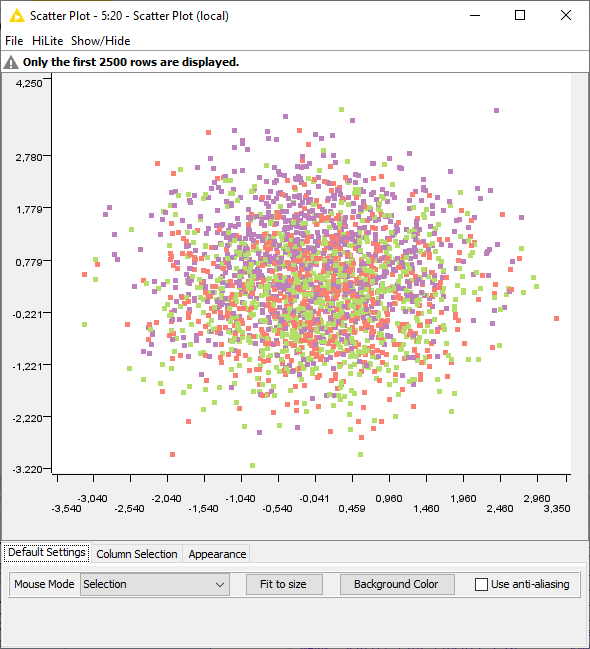 Scatter Plot - 5:20 - Scatter Plot (local)
File HiLite Show/Hide
Only the first 2500 rows are displayed.
4,250
2,780
1,779
0,779
-0,221
-1,221
-2,220
-3,220
-3,040 -2,040 -1,040 -0,041 0,960 1,960 2,960
-3,540 -2,540 -1,540 -0,540 0,459 1,460 2,460 3,350
Default Settings Column Selection Appearance
Mouse Mode Selection Fit to size Background Color Use anti-aliasing